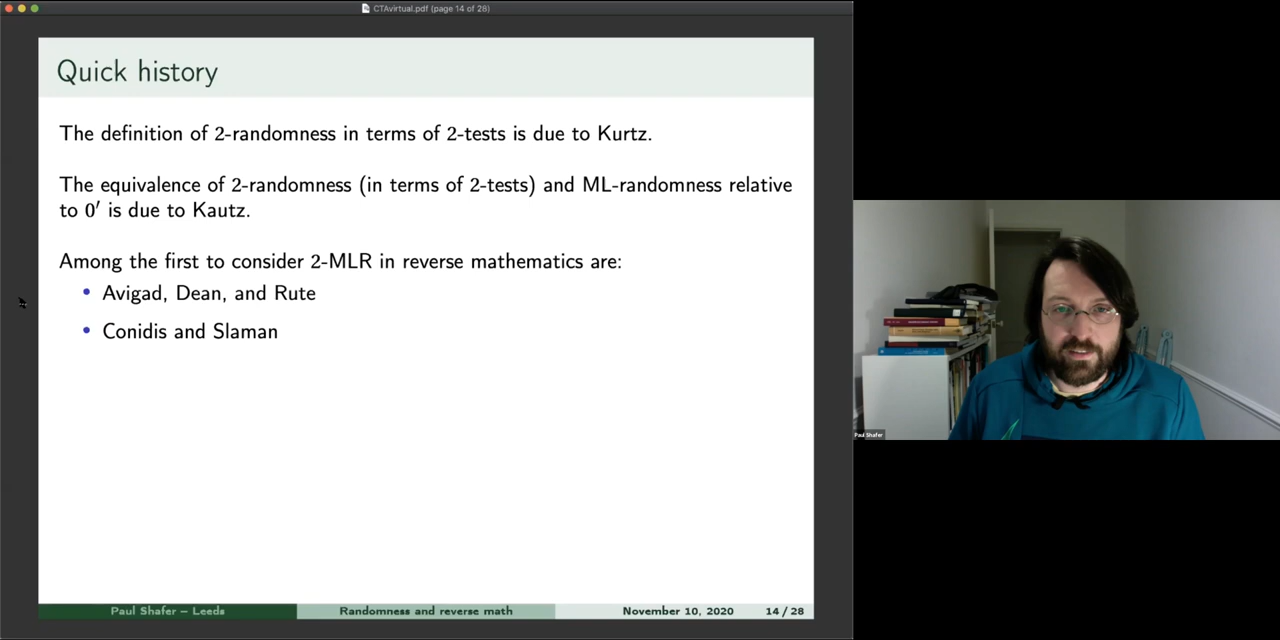 CTAvirtual.pdf (page 14 of 28)
Quick history
The definition of 2-randomness in terms of 2-tests is due to Kurtz.
The equivalence of 2-randomness (in terms of 2-tests) and ML-randomness relative
to 0′ is due to Kautz.
Among the first to consider 2-MLR in reverse mathematics are:
• Avigad, Dean, and Rute
• Conidis and Slaman
Paul Shafer – Leeds
Randomness and reverse math
November 10, 2020
14 / 28
Paul Shafer